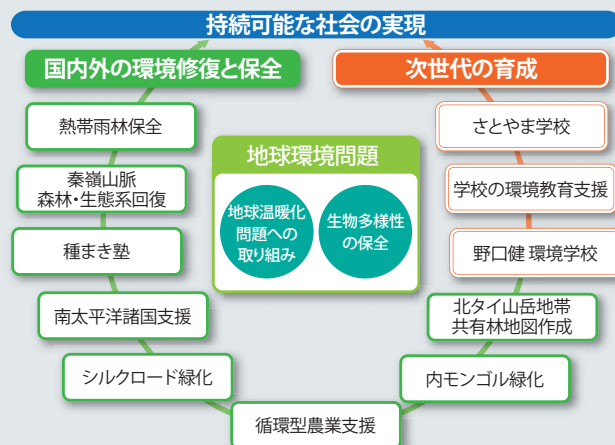 持続可能な社会の実現
国内外の環境修復と保全
次世代の育成
熱帯雨林保全
秦嶺山脈
森林・生態系回復
種まき塾
南太平洋諸国支援
シルクロード緑化
循環型農業支援
地球環境問題
地球温暖化
問題への
取り組み
生物多様性
の保全
さとやま学校
学校の環境教育支援
野口健 環境学校
北タイ山岳地帯
共有林地図作成
内モンゴル緑化